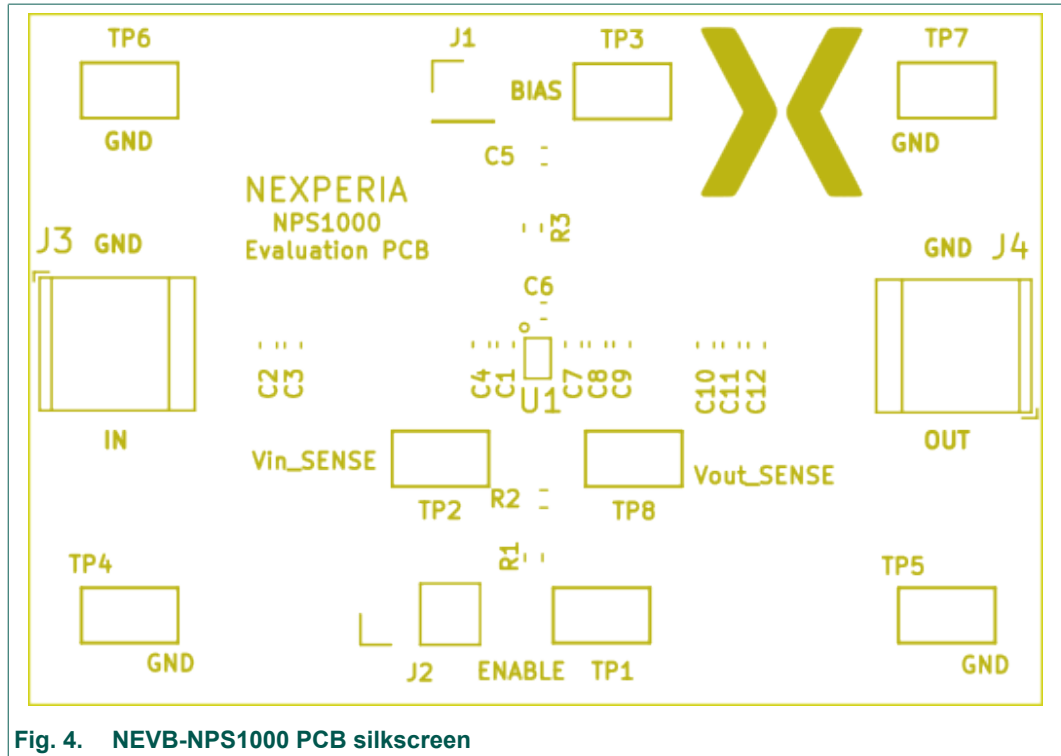 TP6
J1
TP3
TP7
BIAS
GND
GND
C5
NEXPERIA
NPS1000
Evaluation PCB
R3
J3 GND
GND J4
C6
C2
C3
C4
C1
U1
C7
C8
C9
C10
C11
C12
IN
OUT
Vin_SENSE
Vout_SENSE
TP2
R2
TP8
R1
TP4
TP5
GND
J2
ENABLE
TP1
GND
Fig. 4. NEVB-NPS1000 PCB silkscreen